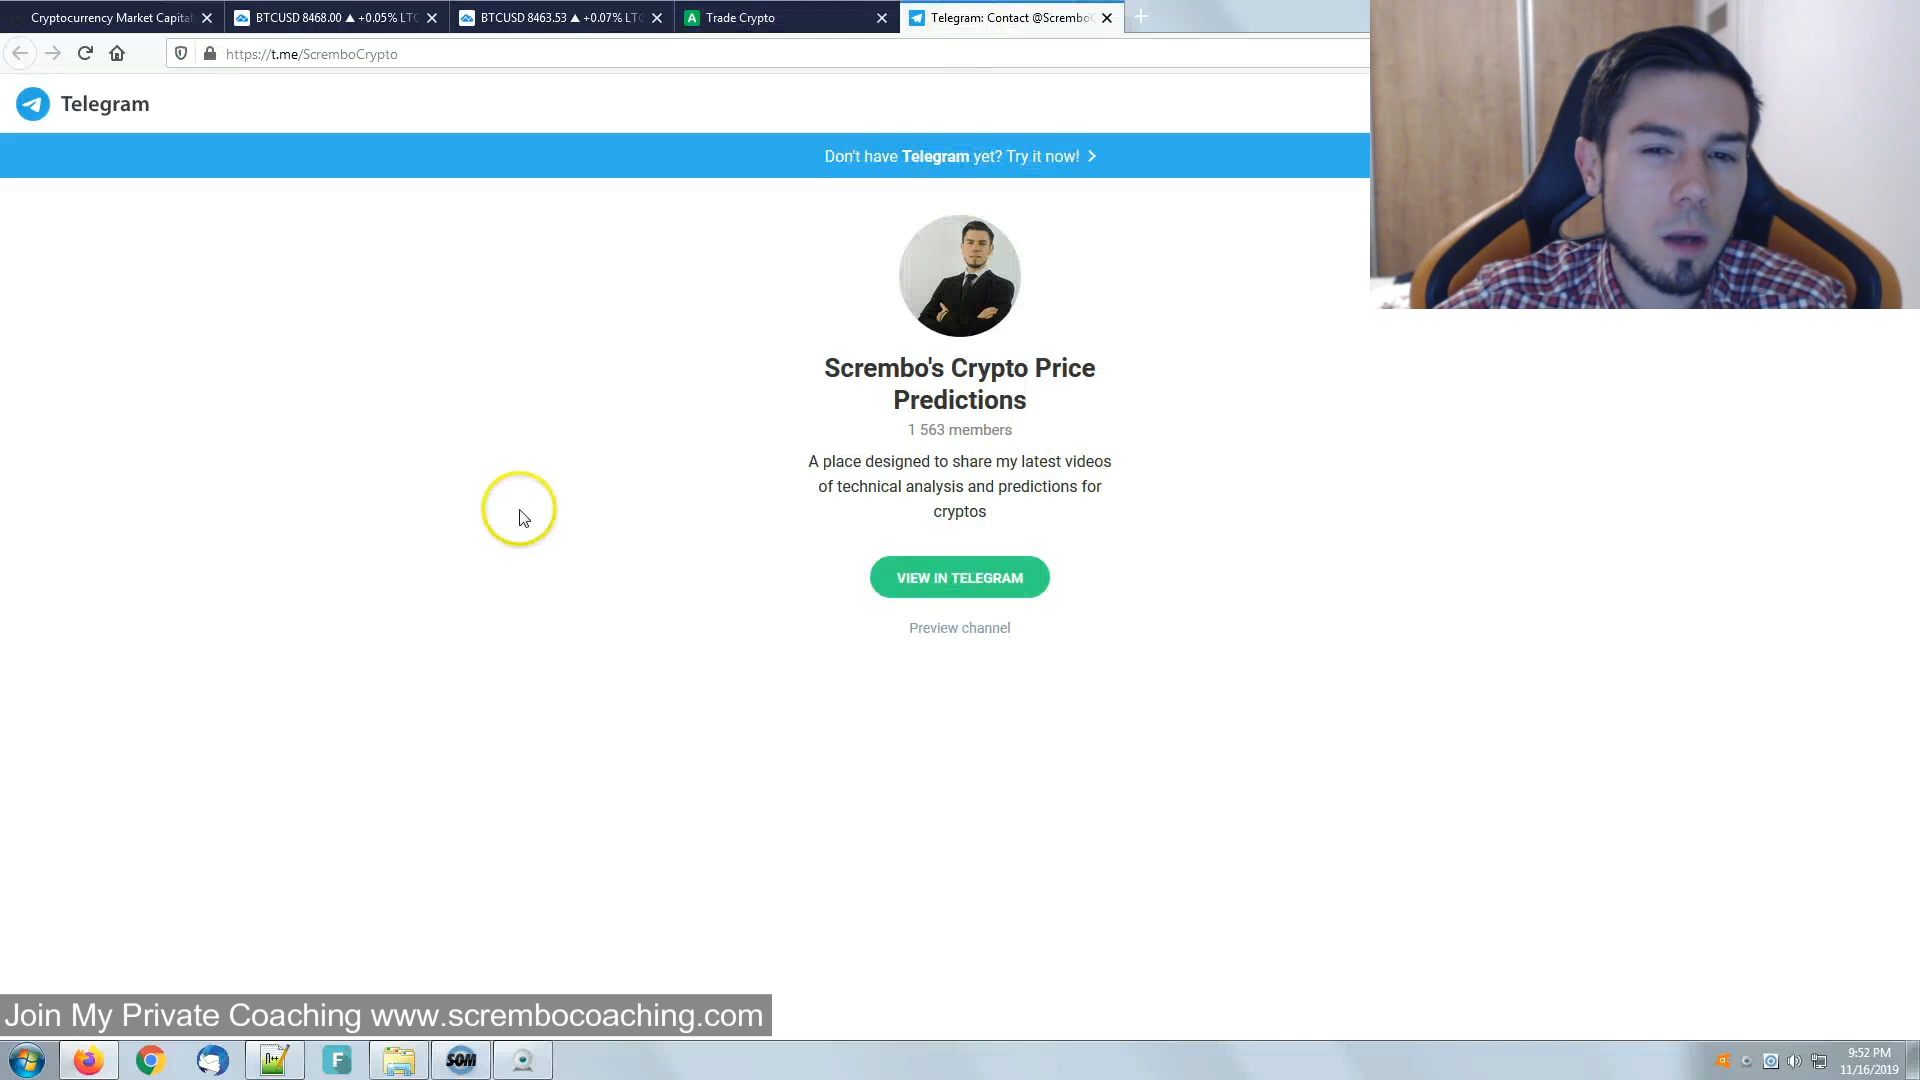 Cryptocurrency Market Capital
BTCUSD 8468.00 ▲ +0.05% LTC
BTCUSD 8463.53 ▲ +0.07% LTC
A Trade Crypto
Telegram: Contact @ScremboC
https://t.me/ScremboCrypto
Telegram
Don't have Telegram yet? Try it now!
Scrembo's Crypto Price
Predictions
1 563 members
A place designed to share my latest videos
of technical analysis and predictions for
cryptos
VIEW IN TELEGRAM
Preview channel
Join My Private Coaching www.scrembocoaching.com
F
SOM
9:52 PM
11/16/2019